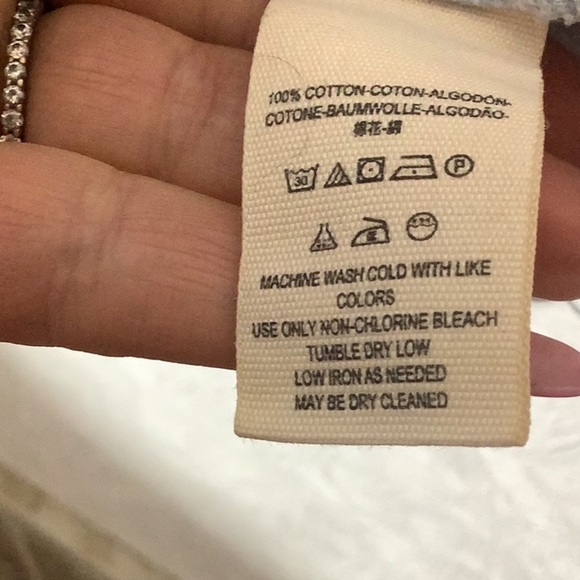 100% COTTON-COTON-ALGODÓN-
COTONE-BAUMWOLLE-ALGODÃO-
棉花-綿
30 P
MACHINE WASH COLD WITH LIKE
COLORS
USE ONLY NON-CHLORINE BLEACH
TUMBLE DRY LOW
LOW IRON AS NEEDED
MAY BE DRY CLEANED